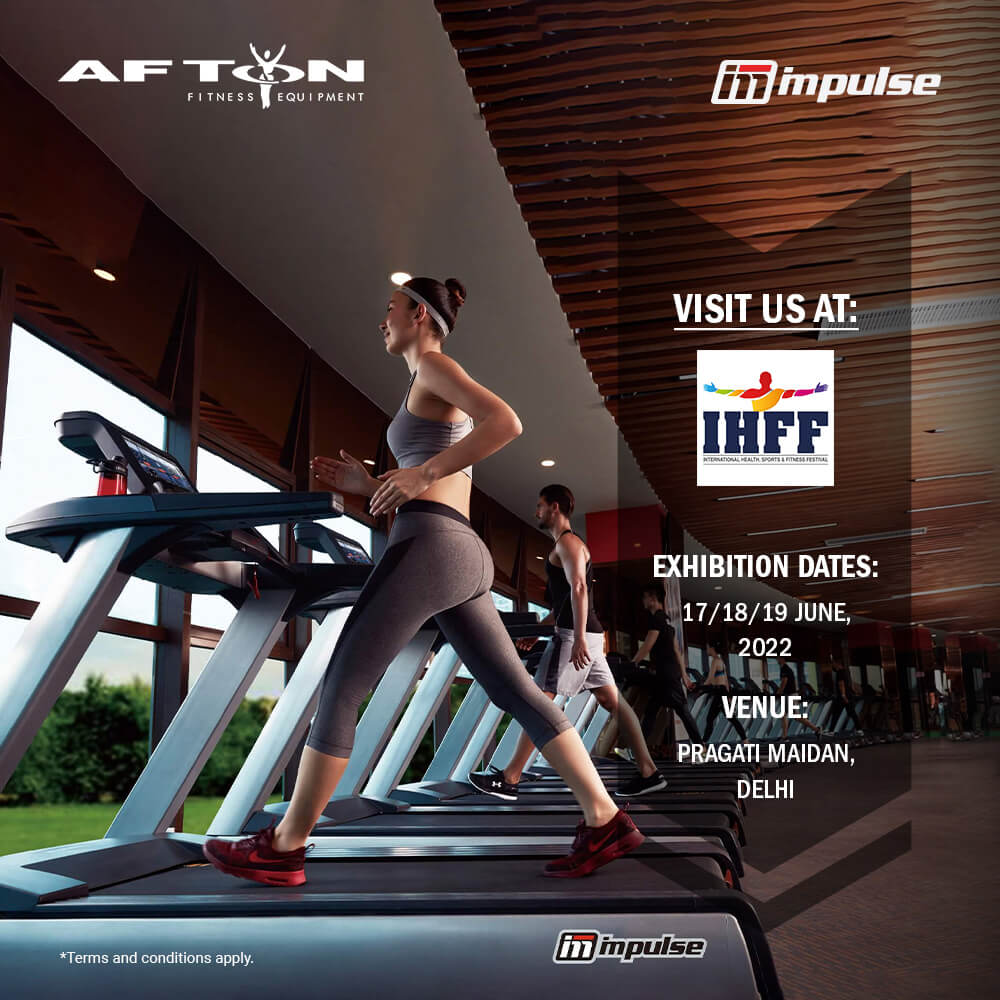 AFTON
FITNESS EQUIPMENT
impulse
VISIT US AT:
IHFF
INTERNATIONAL HEALTH, SPORTS & FITNESS FESTIVAL
EXHIBITION DATES:
17/18/19 JUNE,
2022
VENUE:
PRAGATI MAIDAN,
DELHI
impulse
*Terms and conditions apply.